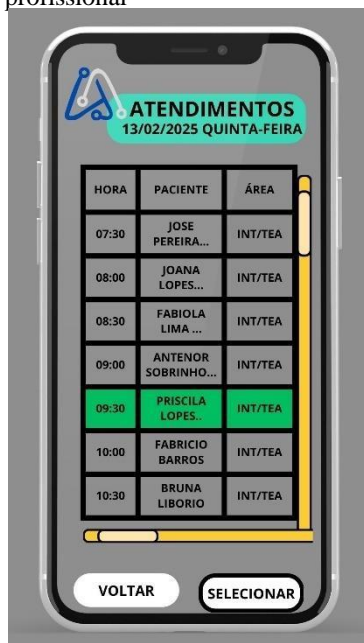 profissional
ATENDIMENTOS
13/02/2025 QUINTA-FEIRA
HORA PACIENTE ÁREA
07:30 JOSE PEREIRA... INT/TEA
08:00 JOANA LOPES... INT/TEA
08:30 FABIOLA LIMA ... INT/TEA
09:00 ANTENOR SOBRINHO... INT/TEA
09:30 PRISCILA LOPES.. INT/TEA
10:00 FABRICIO BARROS INT/TEA
10:30 BRUNA LIBORIO INT/TEA
VOLTAR SELECIONAR